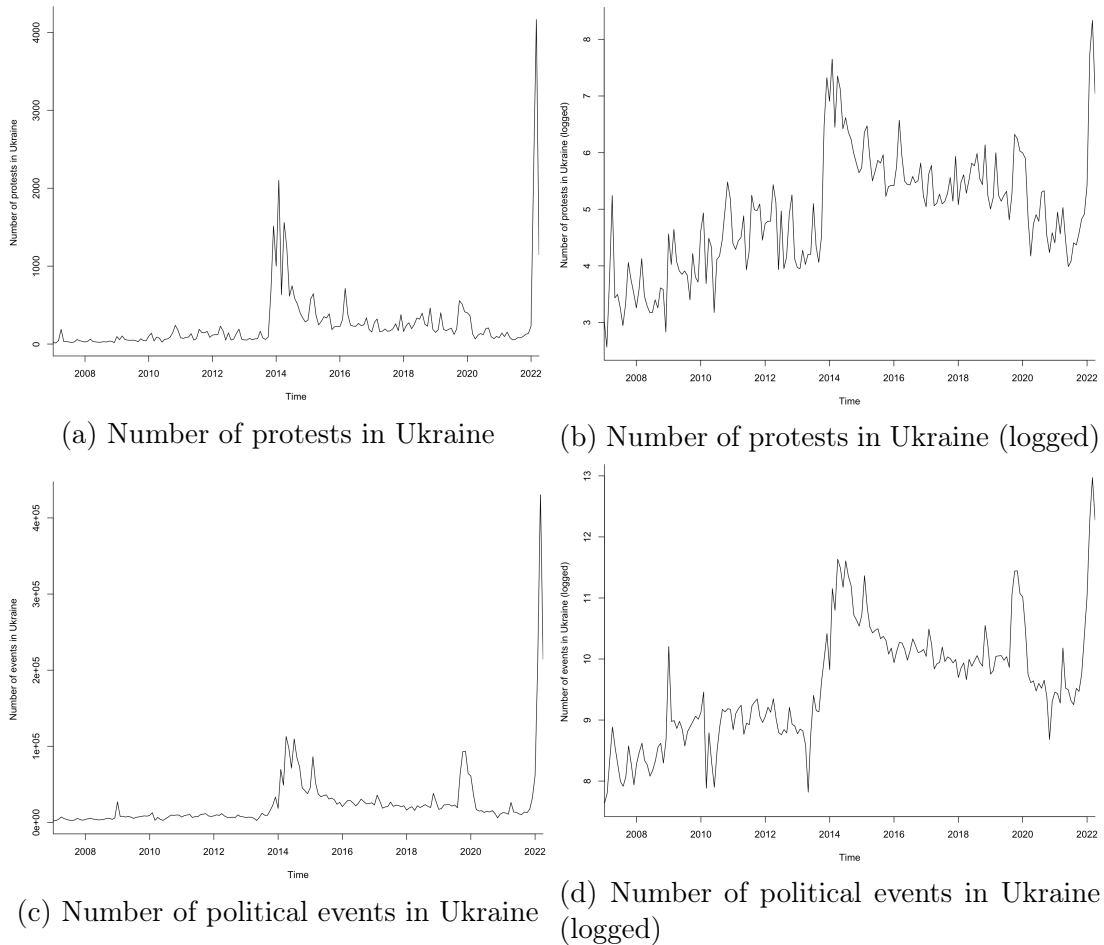 Number of protests in Ukraine
4000
3000
2000
1000
0
2008 2010 2012 2014 2016 2018 2020 2022
Time
(a) Number of protests in Ukraine
Number of protests in Ukraine (logged)
8
7
6
5
4
3
2008 2010 2012 2014 2016 2018 2020 2022
Time
(b) Number of protests in Ukraine (logged)
Number of events in Ukraine
4e+05
3e+05
2e+05
1e+05
0e+00
2008 2010 2012 2014 2016 2018 2020 2022
Time
(c) Number of political events in Ukraine
Number of events in Ukraine (logged)
13
12
11
10
9
8
2008 2010 2012 2014 2016 2018 2020 2022
Time
(d) Number of political events in Ukraine
(logged)